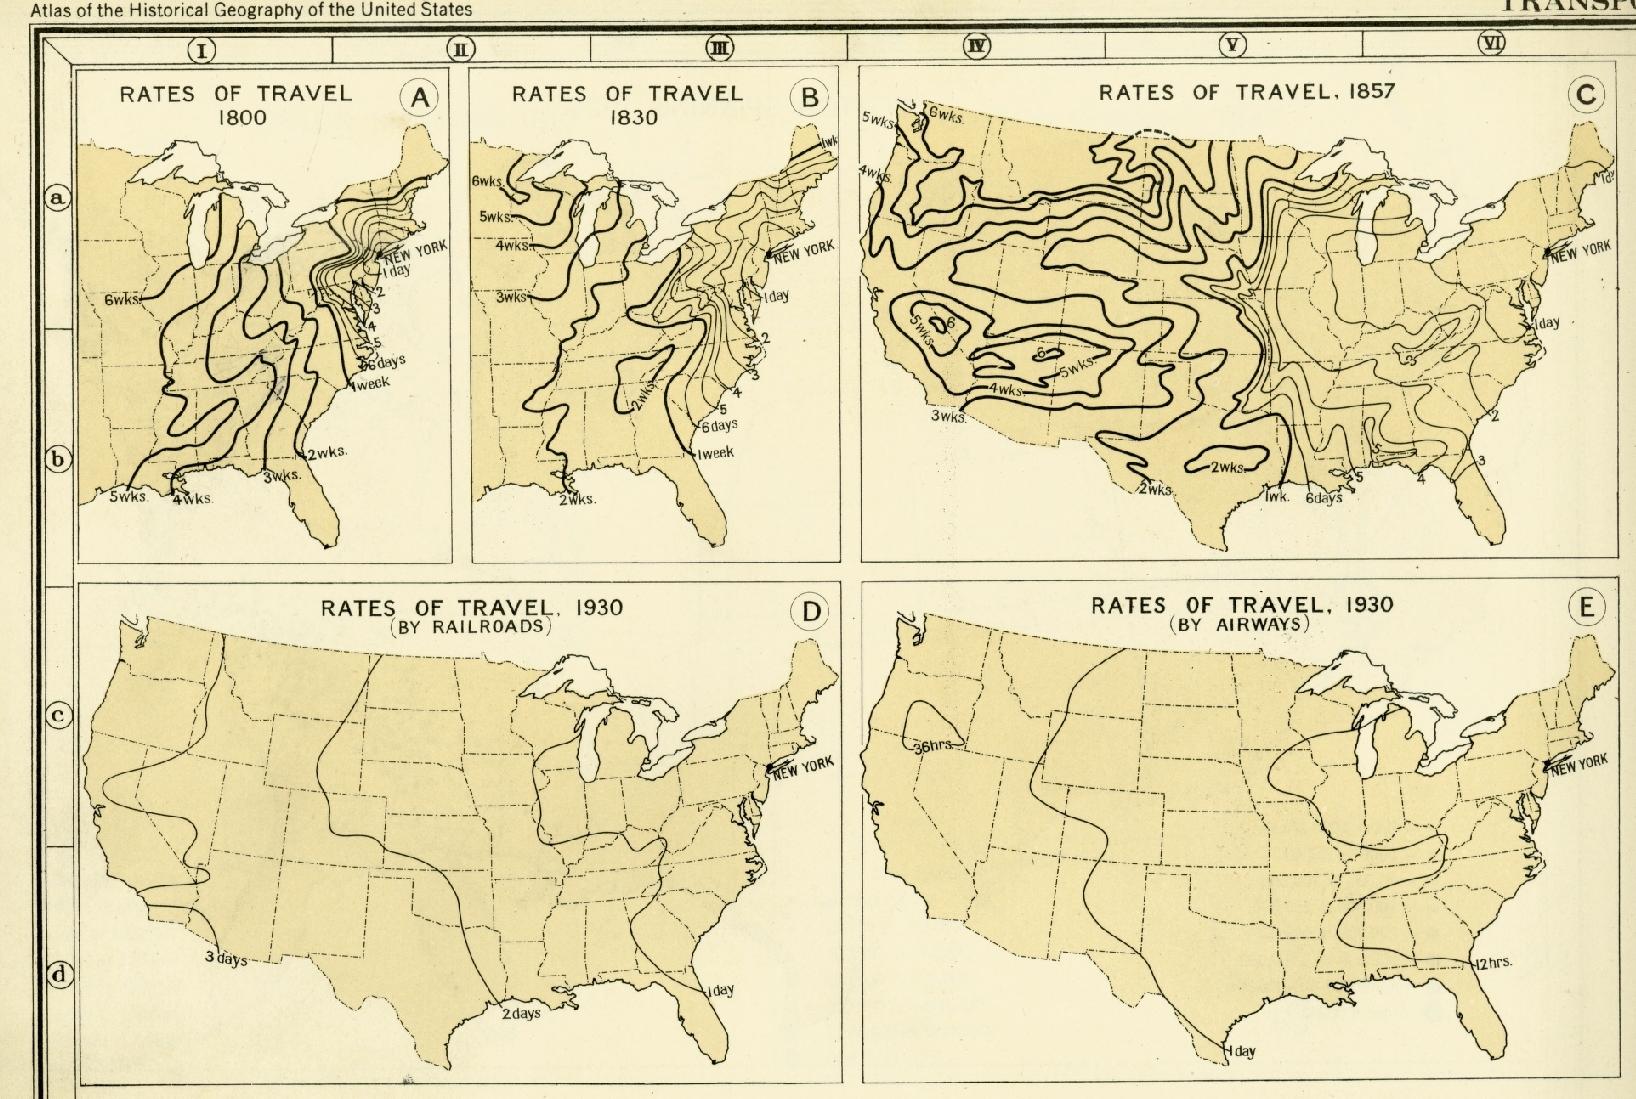 Atlas of the Historical Geography of the United States
I II III IV V VI
a
b
c
d
RATES OF TRAVEL
1800
A
NEW YORK
1 day
2
3
4
5
6 days
1 week
2 wks.
3 wks.
4 wks.
5 wks.
6 wks.
RATES OF TRAVEL
1830
B
1 wk
6 wks.
5 wks.
4 wks.
3 wks.
NEW YORK
1 day
2
3
4
5
6 days
1 week
2 wks.
2 wks.
RATES OF TRAVEL, 1857
C
5 wks.
6 wks.
4 wks.
NEW YORK
1 day
5 wks.
6
6
5 wks.
4 wks.
3 wks.
2 wks.
2 wks.
1 wk.
6 days
5
4
3
2
RATES OF TRAVEL, 1930
(BY RAILROADS)
D
NEW YORK
3 days
2 days
1 day
RATES OF TRAVEL, 1930
(BY AIRWAYS)
E
36 hrs.
NEW YORK
12 hrs.
1 day